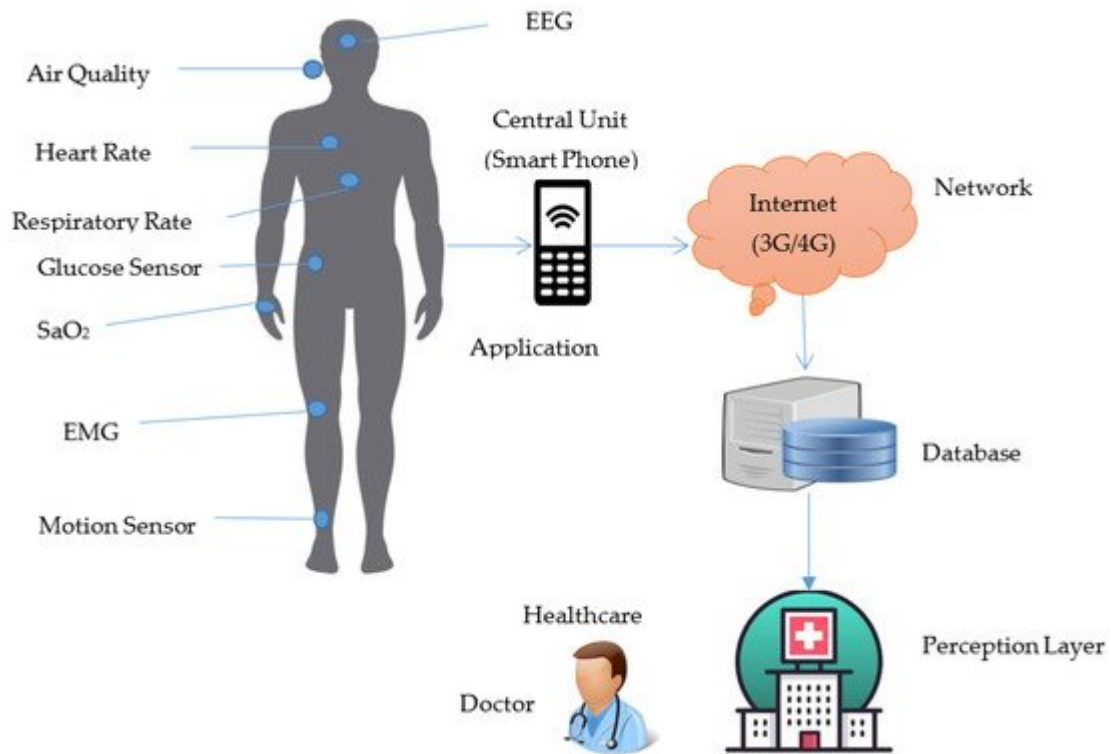 EEG
Air Quality
Heart Rate
Respiratory Rate
Glucose Sensor
SaO₂
EMG
Motion Sensor
Central Unit
(Smart Phone)
Application
Internet
(3G/4G)
Network
Database
Healthcare
Doctor
Perception Layer